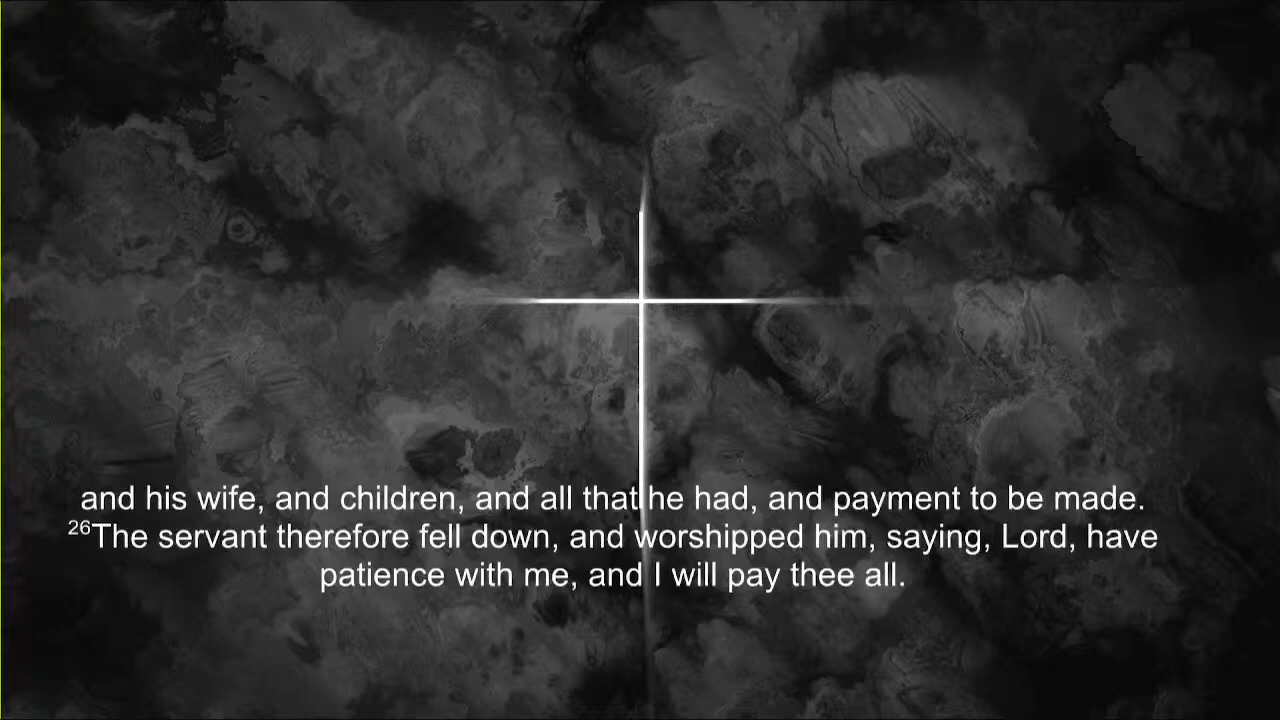 and his wife, and children, and all that he had, and payment to be made.
²⁶The servant therefore fell down, and worshipped him, saying, Lord, have
patience with me, and I will pay thee all.